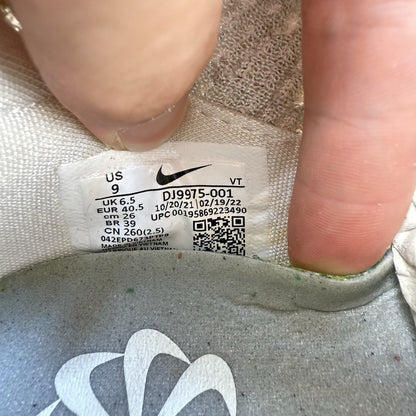 US
9
VT
UK 6.5
EUR 40.5
cm 26
BR 39
CN 260(2.5)
DJ9975-001
10/20/21 02/19/22
UPC 00195869223490
MADE IN VIETNAM